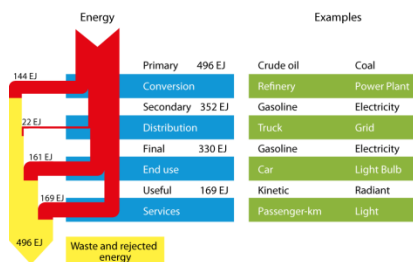 Energy Examples
Primary 496 EJ Crude oil Coal
144 EJ
Conversion Refinery Power Plant
Secondary 352 EJ Gasoline Electricity
22 EJ
Distribution Truck Grid
Final 330 EJ Gasoline Electricity
161 EJ
End use Car Light Bulb
Useful 169 EJ Kinetic Radiant
169 EJ
Services Passenger-km Light
496 EJ
Waste and rejected
energy